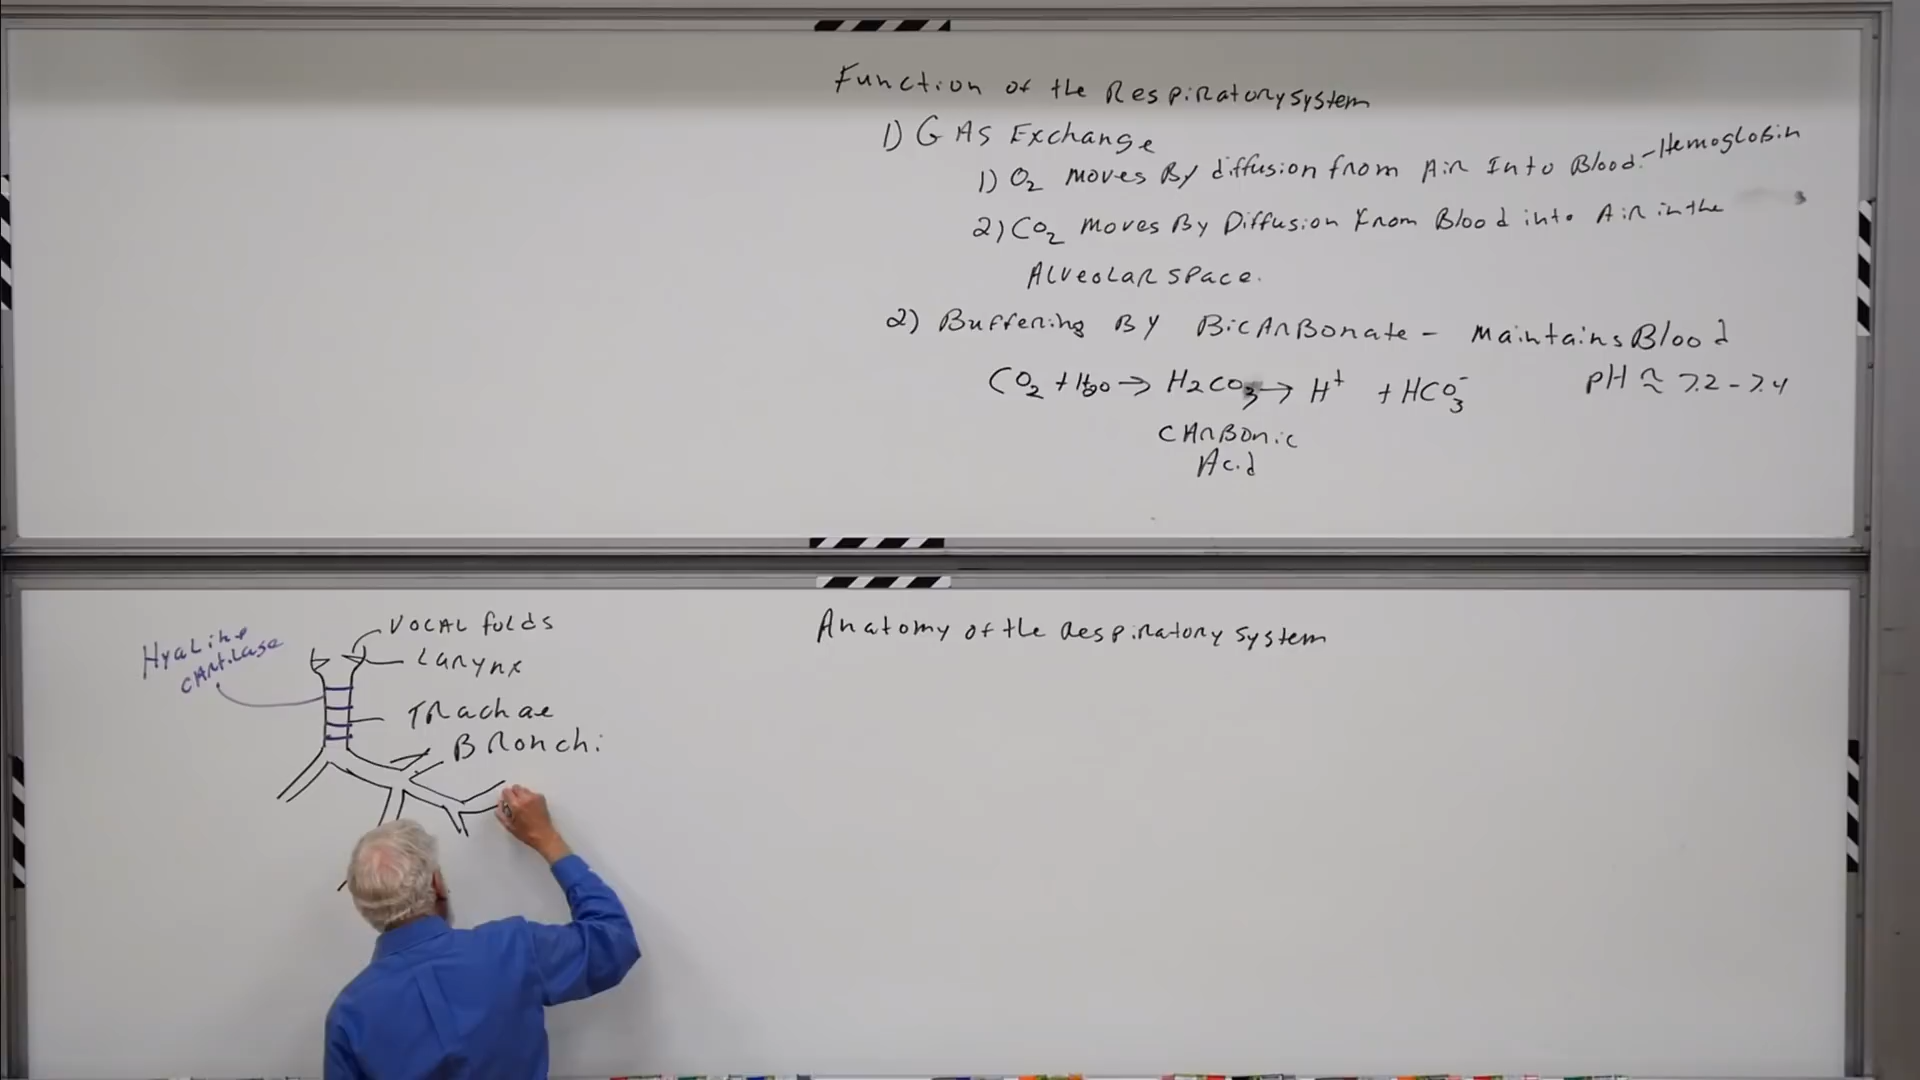 Function of the Respiratory system
1) GAS Exchange
1) O2 moves By diffusion from Air Into Blood - Hemoglobin
2) CO2 moves By Diffusion from Blood into Air in the
Alveolar space.
2) Buffering By BicArBonate - maintains Blood
CO2 + H2O → H2CO3 → H+ + HCO3- pH ≈ 7.2 - 7.4
CArBonic
Acid
Anatomy of the Respiratory system
VOCAL folds
Hyaline
cArtilage
Larynx
TRachae
BRonchi